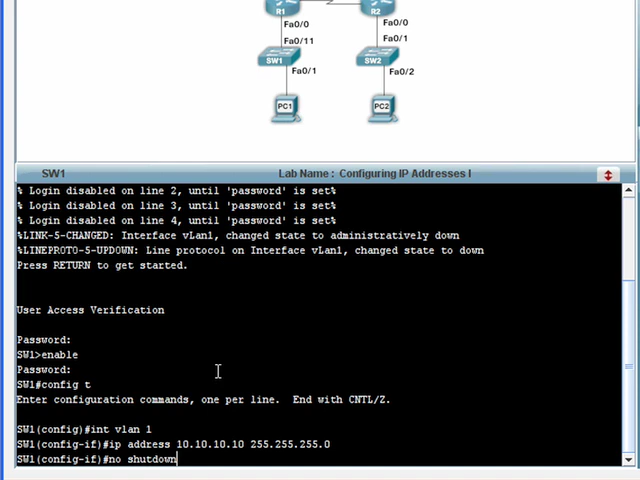 R1
R2
Fa0/0
Fa0/0
Fa0/11
Fa0/1
SW1
SW2
Fa0/1
Fa0/2
PC1
PC2
SW1
Lab Name : Configuring IP Addresses I
% Login disabled on line 2, until 'password' is set%
% Login disabled on line 3, until 'password' is set%
% Login disabled on line 4, until 'password' is set%
%LINK-5-CHANGED: Interface vLan1, changed state to administratively down
%LINEPROTO-5-UPDOWN: Line protocol on Interface vLan1, changed state to down
Press RETURN to get started.
User Access Verification
Password:
SW1>enable
Password:
SW1#config t
Enter configuration commands, one per line.  End with CNTL/Z.
SW1(config)#int vlan 1
SW1(config-if)#ip address 10.10.10.10 255.255.255.0
SW1(config-if)#no shutdown